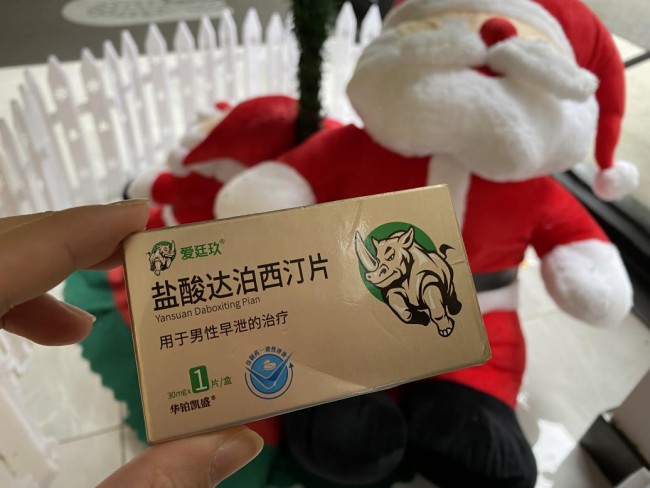 爱廷玖®
盐酸达泊西汀片
Yansuan Daboxiting Pian
用于男性早泄的治疗
30mg×1片/盒
华铂凯盛®